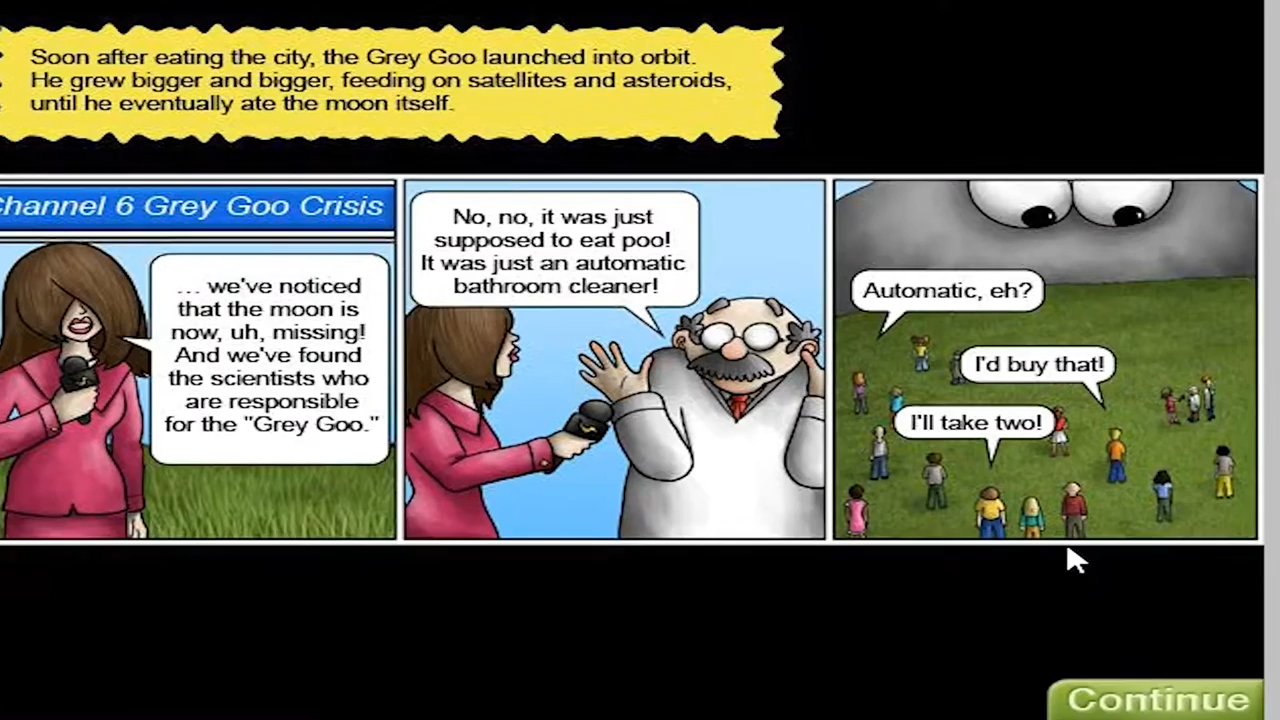 Soon after eating the city, the Grey Goo launched into orbit.
He grew bigger and bigger, feeding on satellites and asteroids,
until he eventually ate the moon itself.
Channel 6 Grey Goo Crisis
... we've noticed
that the moon is
now, uh, missing!
And we've found
the scientists who
are responsible
for the "Grey Goo."
No, no, it was just
supposed to eat poo!
It was just an automatic
bathroom cleaner!
Automatic, eh?
I'd buy that!
I'll take two!
Continue